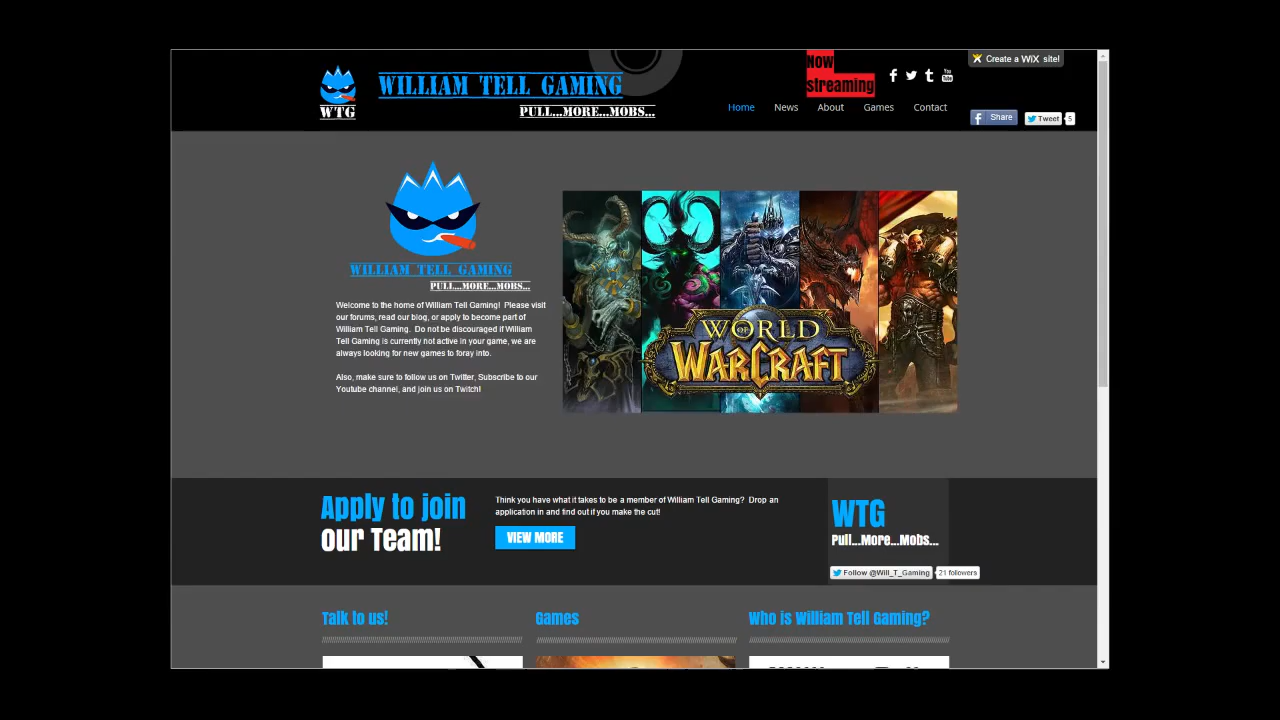 WTG
WILLIAM TELL GAMING
PULL...MORE...MOBS...
Now
streaming
You
Tube
Create a WiX site!
Home News About Games Contact
Share
Tweet 5
WILLIAM TELL GAMING
PULL...MORE...MOBS...
Welcome to the home of William Tell Gaming! Please visit
our forums, read our blog, or apply to become part of
William Tell Gaming. Do not be discouraged if William
Tell Gaming is currently not active in your game, we are
always looking for new games to foray into.
Also, make sure to follow us on Twitter, Subscribe to our
Youtube channel, and join us on Twitch!
WORLD
OF
WARCRAFT
Apply to join
our Team!
Think you have what it takes to be a member of William Tell Gaming? Drop an
application in and find out if you make the cut!
VIEW MORE
WTG
Pull...More...Mobs...
Follow @Will_T_Gaming 21 followers
Talk to us!
Games
Who is William Tell Gaming?